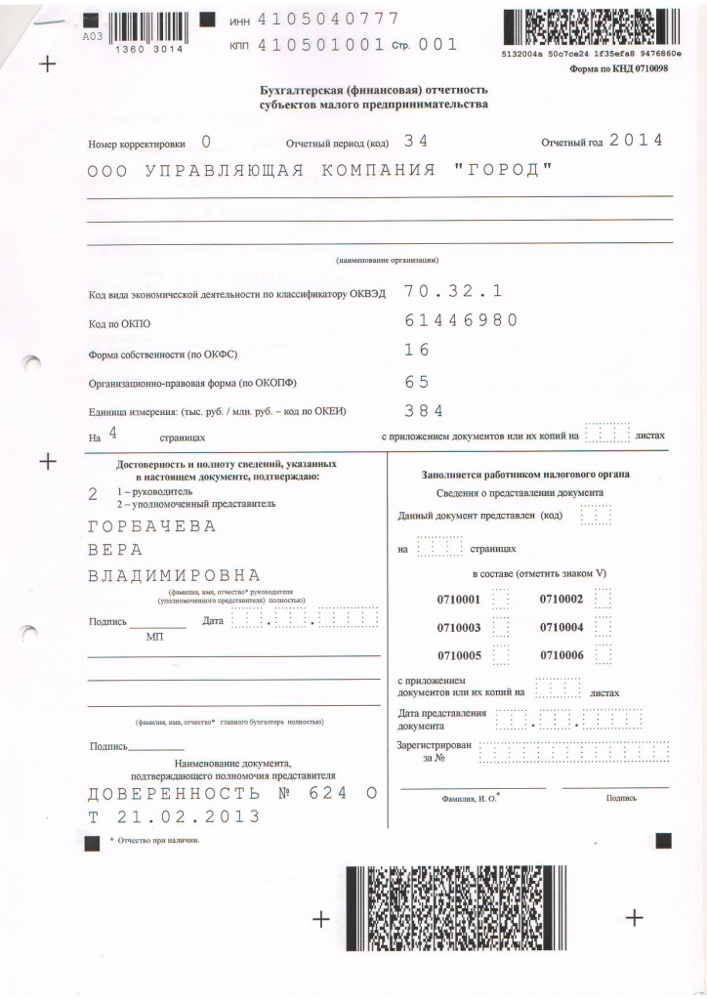 A03
1360 3014
ИНН 4105040777
КПП 410501001 Стр. 001
5132004a 50c7ce24 1f35efa8 9476860e
Форма по КНД 0710098
Бухгалтерская (финансовая) отчетность
субъектов малого предпринимательства
Номер корректировки 0 Отчетный период (код) 34 Отчетный год 2014
ООО УПРАВЛЯЮЩАЯ КОМПАНИЯ "ГОРОД"
(наименование организации)
Код вида экономической деятельности по классификатору ОКВЭД 70.32.1
Код по ОКПО 61446980
Форма собственности (по ОКФС) 16
Организационно-правовая форма (по ОКОПФ) 65
Единица измерения: (тыс. руб. / млн. руб. – код по ОКЕИ) 384
На 4 страницах с приложением документов или их копий на листах
Достоверность и полноту сведений, указанных
в настоящем документе, подтверждаю:
2 1 – руководитель
2 – уполномоченный представитель
ГОРБАЧЕВА
ВЕРА
ВЛАДИМИРОВНА
(фамилия, имя, отчество* руководителя
(уполномоченного представителя) полностью)
Подпись Дата . .
МП
(фамилия, имя, отчество* главного бухгалтера полностью)
Подпись
Наименование документа,
подтверждающего полномочия представителя
ДОВЕРЕННОСТЬ № 624 О
Т 21.02.2013
* Отчество при наличии.
Заполняется работником налогового органа
Сведения о представлении документа
Данный документ представлен (код)
на страницах
в составе (отметить знаком V)
0710001 0710002
0710003 0710004
0710005 0710006
с приложением
документов или их копий на листах
Дата представления
документа . .
Зарегистрирован
за №
Фамилия, И. О.* Подпись